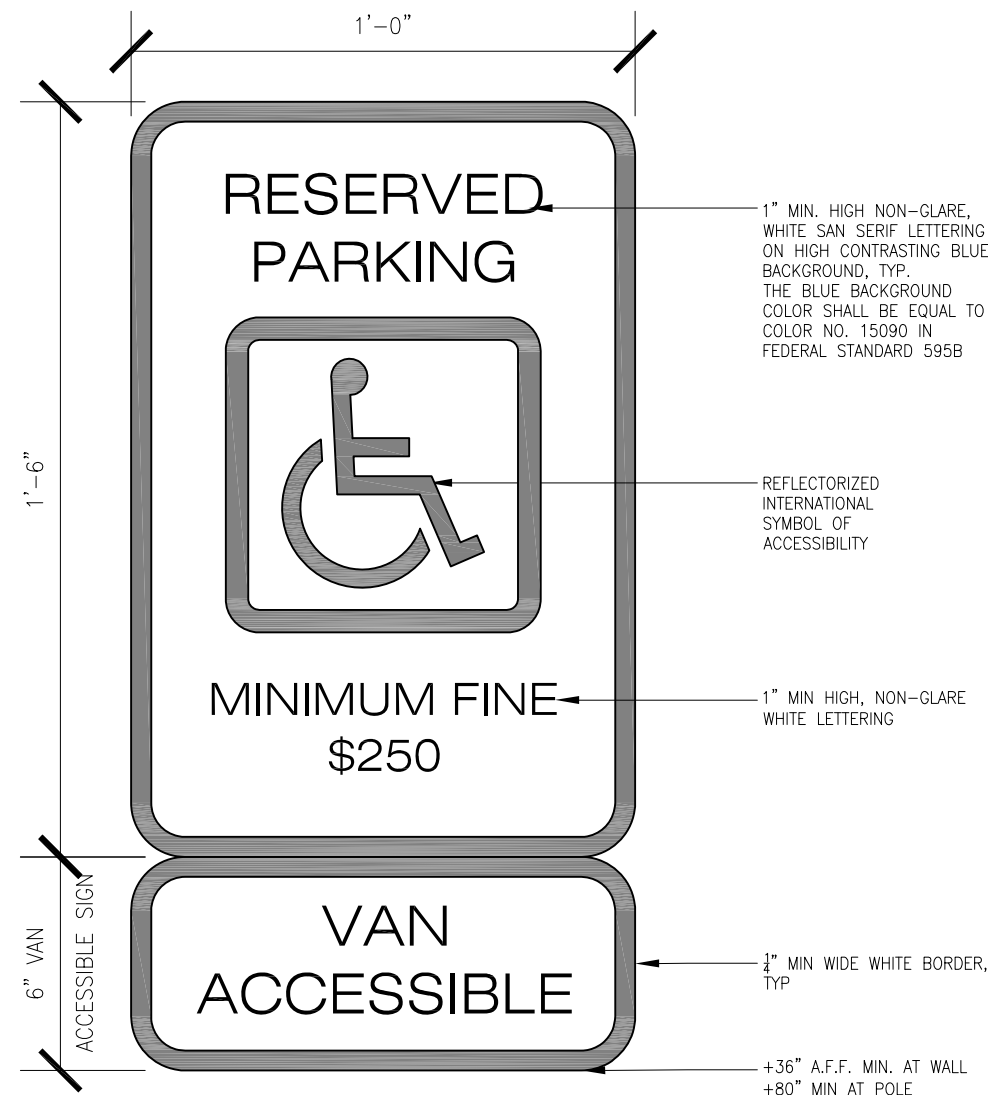 1'-0"
RESERVED
PARKING
1" MIN. HIGH NON-GLARE,
WHITE SAN SERIF LETTERING
ON HIGH CONTRASTING BLUE
BACKGROUND, TYP.
THE BLUE BACKGROUND
COLOR SHALL BE EQUAL TO
COLOR NO. 15090 IN
FEDERAL STANDARD 595B
1'-6"
REFLECTORIZED
INTERNATIONAL
SYMBOL OF
ACCESSIBILITY
MINIMUM FINE
$250
1" MIN HIGH, NON-GLARE
WHITE LETTERING
6" VAN
ACCESSIBLE SIGN
VAN
ACCESSIBLE
1/4" MIN WIDE WHITE BORDER,
TYP
+36" A.F.F. MIN. AT WALL
+80" MIN AT POLE